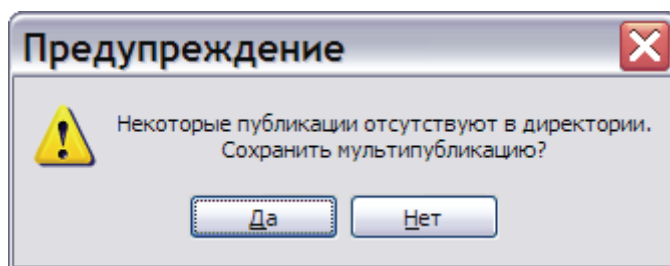 Предупреждение
Некоторые публикации отсутствуют в директории.
Сохранить мультипубликацию?
Да
Нет